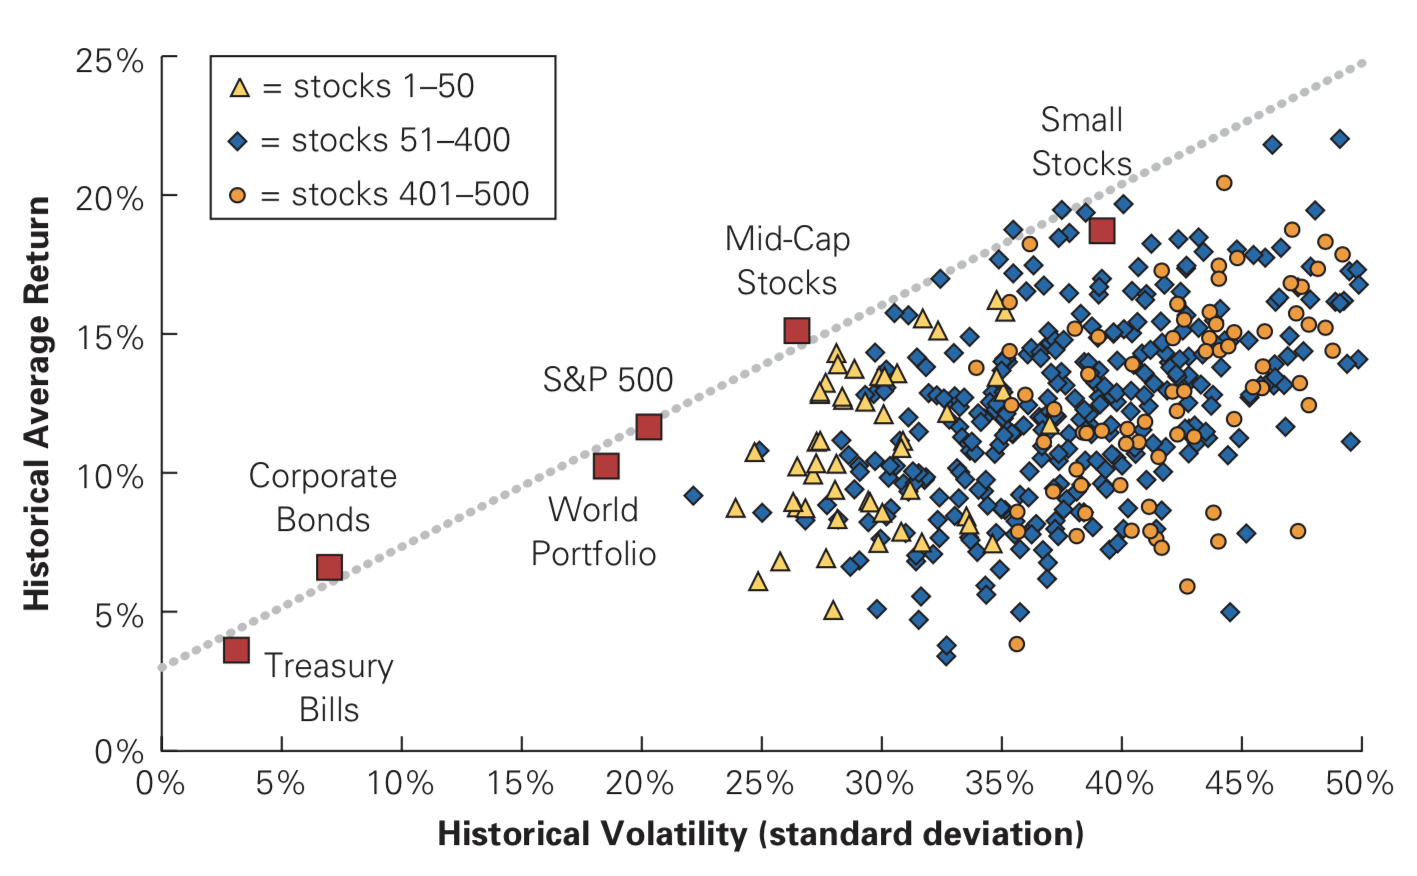 25%
20%
15%
10%
5%
0%
Historical Average Return
= stocks 1–50
= stocks 51–400
= stocks 401–500
Small
Stocks
Mid-Cap
Stocks
S&P 500
World
Portfolio
Corporate
Bonds
Treasury
Bills
0% 5% 10% 15% 20% 25% 30% 35% 40% 45% 50%
Historical Volatility (standard deviation)